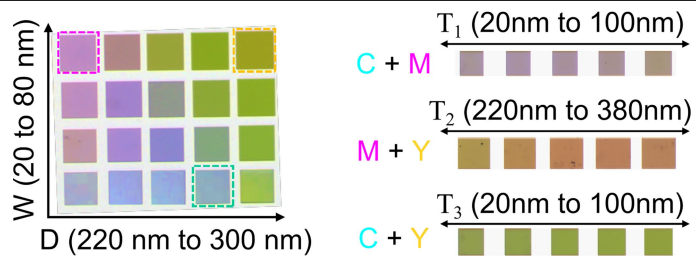 W (20 to 80 nm)
D (220 nm to 300 nm)
T1 (20nm to 100nm)
C + M
T2 (220nm to 380nm)
M + Y
T3 (20nm to 100nm)
C + Y